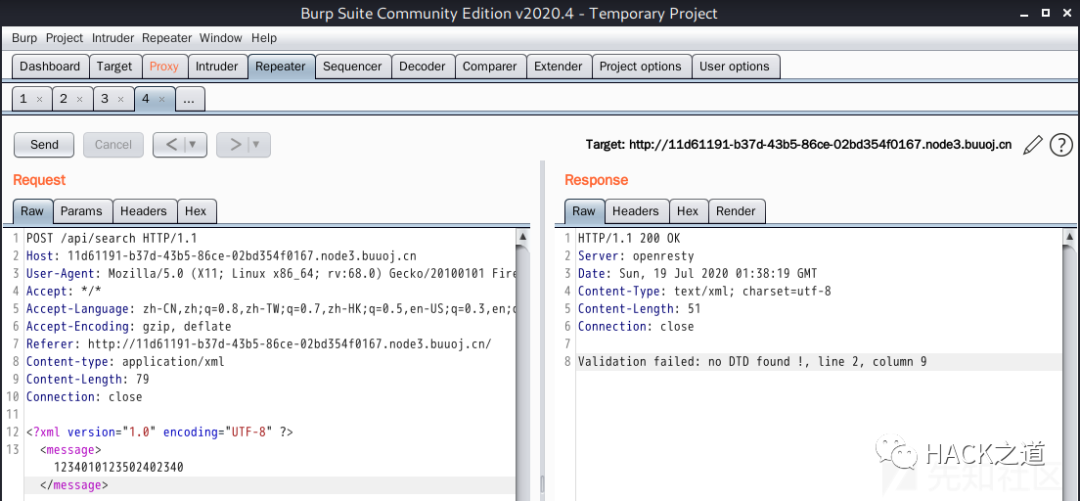 Burp Suite Community Edition v2020.4 - Temporary Project
Burp Project Intruder Repeater Window Help
Dashboard Target Proxy Intruder Repeater Sequencer Decoder Comparer Extender Project options User options
1 × 2 × 3 × 4 × ...
Send Cancel < ▼ > ▼ Target: http://11d61191-b37d-43b5-86ce-02bd354f0167.node3.buuoj.cn ?
Request
Raw Params Headers Hex
1 POST /api/search HTTP/1.1
2 Host: 11d61191-b37d-43b5-86ce-02bd354f0167.node3.buuoj.cn
3 User-Agent: Mozilla/5.0 (X11; Linux x86_64; rv:68.0) Gecko/20100101 Fire
4 Accept: */*
5 Accept-Language: zh-CN,zh;q=0.8,zh-TW;q=0.7,zh-HK;q=0.5,en-US;q=0.3,en;
6 Accept-Encoding: gzip, deflate
7 Referer: http://11d61191-b37d-43b5-86ce-02bd354f0167.node3.buuoj.cn/
8 Content-type: application/xml
9 Content-Length: 79
10 Connection: close
11
12 <?xml version="1.0" encoding="UTF-8" ?>
13 <message>
1234010123502402340
</message>
Response
Raw Headers Hex Render
1 HTTP/1.1 200 OK
2 Server: openresty
3 Date: Sun, 19 Jul 2020 01:38:19 GMT
4 Content-Type: text/xml; charset=utf-8
5 Content-Length: 51
6 Connection: close
7
8 Validation failed: no DTD found !, line 2, column 9
HACK之道
先知社区